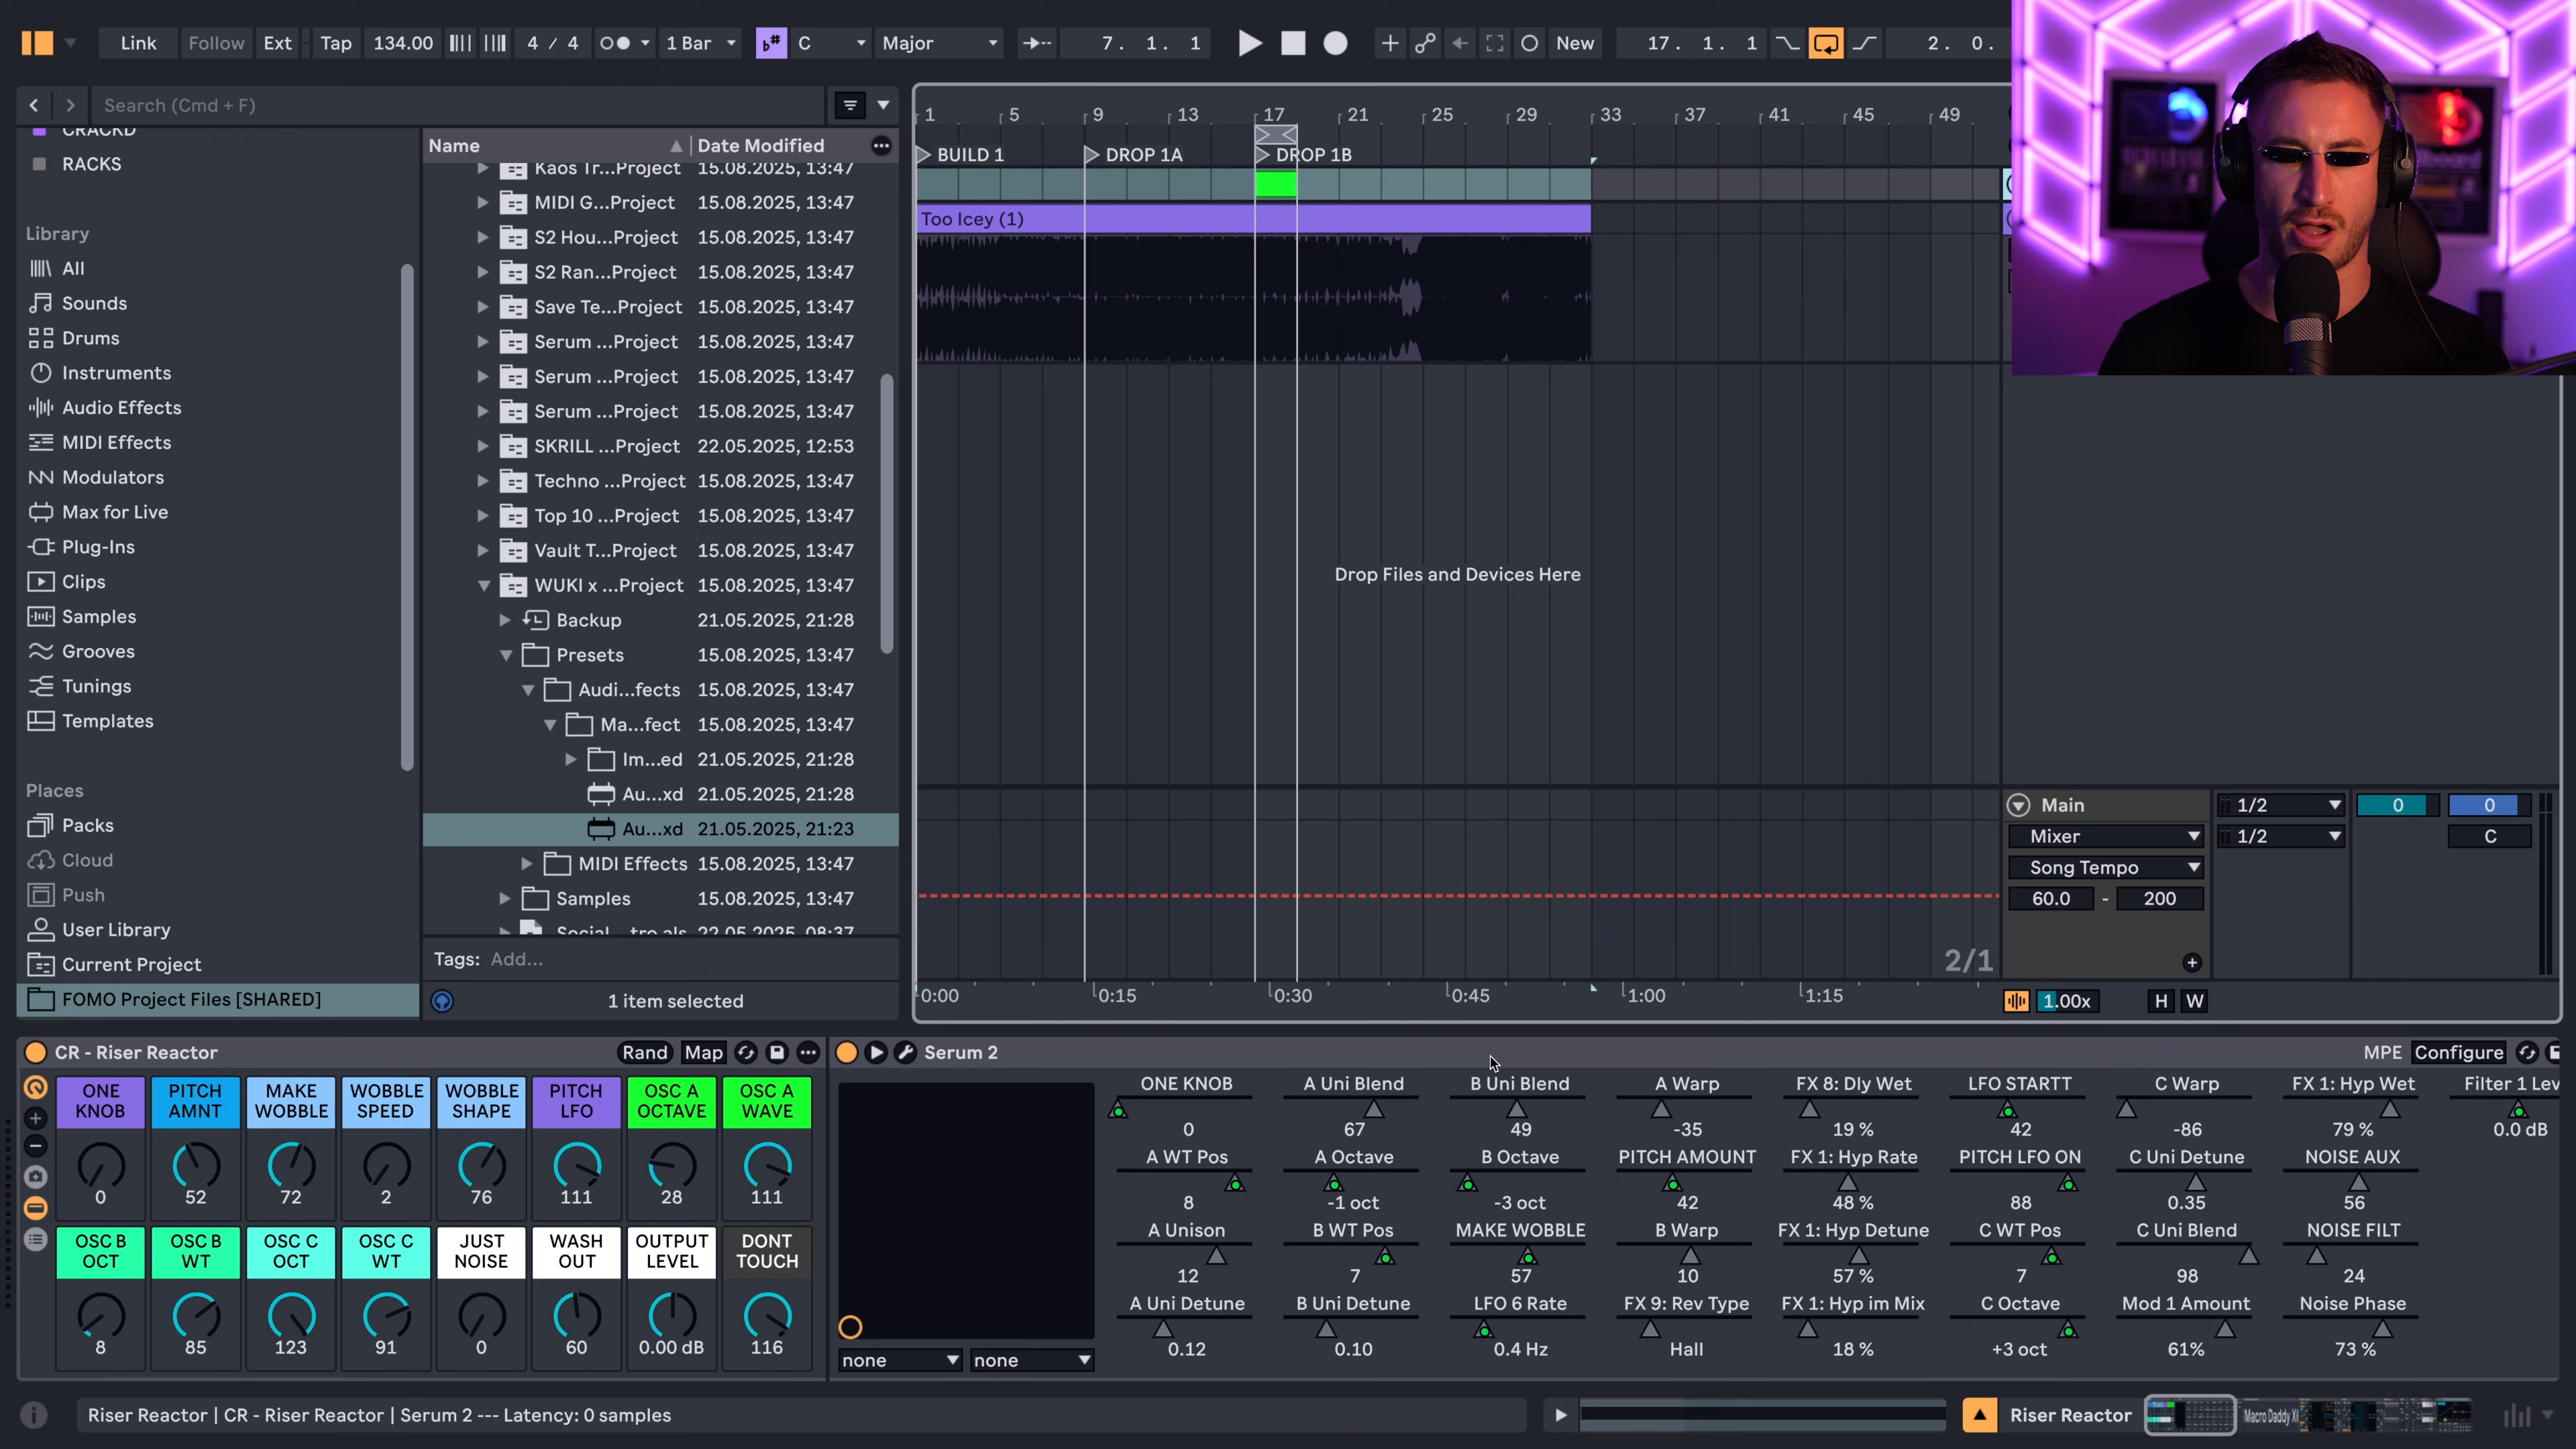 Link Follow Ext Tap 134.00 4 / 4 1 Bar C Major 7. 1. 1 New 17. 1. 1 2. 0.
Search (Cmd + F)
CRACKD
RACKS
Library
All
Sounds
Drums
Instruments
Audio Effects
MIDI Effects
Modulators
Max for Live
Plug-Ins
Clips
Samples
Grooves
Tunings
Templates
Places
Packs
Cloud
Push
User Library
Current Project
FOMO Project Files [SHARED]
Name Date Modified
Kaos Tr...Project 15.08.2025, 13:47
MIDI G...Project 15.08.2025, 13:47
S2 Hou...Project 15.08.2025, 13:47
S2 Ran...Project 15.08.2025, 13:47
Save Te...Project 15.08.2025, 13:47
Serum ...Project 15.08.2025, 13:47
Serum ...Project 15.08.2025, 13:47
Serum ...Project 15.08.2025, 13:47
SKRILL ...Project 22.05.2025, 12:53
Techno ...Project 15.08.2025, 13:47
Top 10 ...Project 15.08.2025, 13:47
Vault T...Project 15.08.2025, 13:47
WUKI x ...Project 15.08.2025, 13:47
Backup 21.05.2025, 21:28
Presets 15.08.2025, 13:47
Audi...fects 15.08.2025, 13:47
Ma...fect 15.08.2025, 13:47
Im...ed 21.05.2025, 21:28
Au...xd 21.05.2025, 21:28
Au...xd 21.05.2025, 21:23
MIDI Effects 15.08.2025, 13:47
Samples 15.08.2025, 13:47
Social ...tro.als 22.05.2025, 08:37
Tags: Add...
1 item selected
1 5 9 13 17 21 25 29 33 37 41 45 49
BUILD 1 DROP 1A DROP 1B
Too Icey (1)
Drop Files and Devices Here
2/1
0:00 0:15 0:30 0:45 1:00 1:15
Main 1/2 0 0
Mixer 1/2 C
Song Tempo
60.0 - 200
1.00x H W
CR - Riser Reactor Rand Map
ONE KNOB PITCH AMNT MAKE WOBBLE WOBBLE SPEED WOBBLE SHAPE PITCH LFO OSC A OCTAVE OSC A WAVE
0 52 72 2 76 111 28 111
OSC B OCT OSC B WT OSC C OCT OSC C WT JUST NOISE WASH OUT OUTPUT LEVEL DONT TOUCH
8 85 123 91 0 60 0.00 dB 116
Serum 2 MPE Configure
none none
ONE KNOB A Uni Blend B Uni Blend A Warp FX 8: Dly Wet LFO STARTT C Warp FX 1: Hyp Wet Filter 1 Lev
0 67 49 -35 19 % 42 -86 79 % 0.0 dB
A WT Pos A Octave B Octave PITCH AMOUNT FX 1: Hyp Rate PITCH LFO ON C Uni Detune NOISE AUX
8 -1 oct -3 oct 42 48 % 88 0.35 56
A Unison B WT Pos MAKE WOBBLE B Warp FX 1: Hyp Detune C WT Pos C Uni Blend NOISE FILT
12 7 57 10 57 % 7 98 24
A Uni Detune B Uni Detune LFO 6 Rate FX 9: Rev Type FX 1: Hyp im Mix C Octave Mod 1 Amount Noise Phase
0.12 0.10 0.4 Hz Hall 18 % +3 oct 61% 73 %
Riser Reactor | CR - Riser Reactor | Serum 2 --- Latency: 0 samples
Riser Reactor
Macro Daddy X